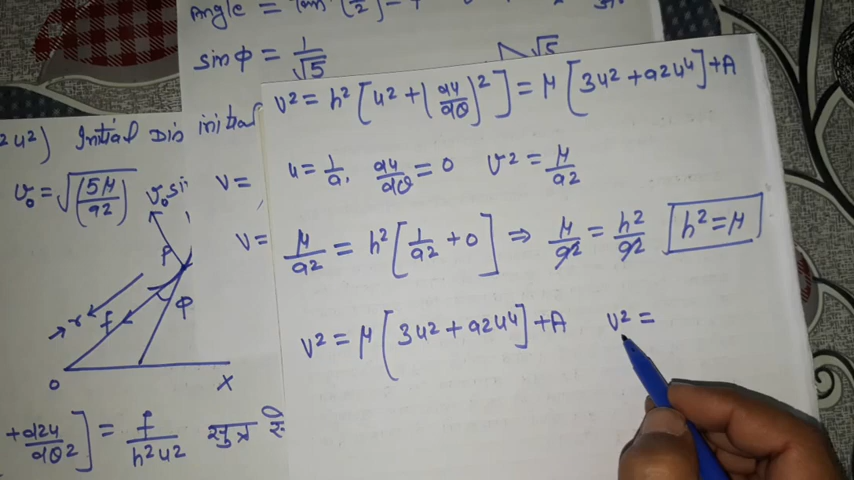 Angle =
sin φ = 1/√5
√5
2u²) Initial Dis initial
v₀ = √(5μ/a²) v₀ si
V =
V =
P
φ
f
r
O X
+ d²u/dθ²] = f/h²u² सूत्र से
V² = h² [u² + (du/dθ)²] = μ [3u² + a²u⁴] + A
u = 1/a, du/dθ = 0 V² = μ/a²
μ/a² = h² [1/a² + 0] ⇒ μ/a² = h²/a² h² = μ
V² = μ [3u² + a²u⁴] + A V² =